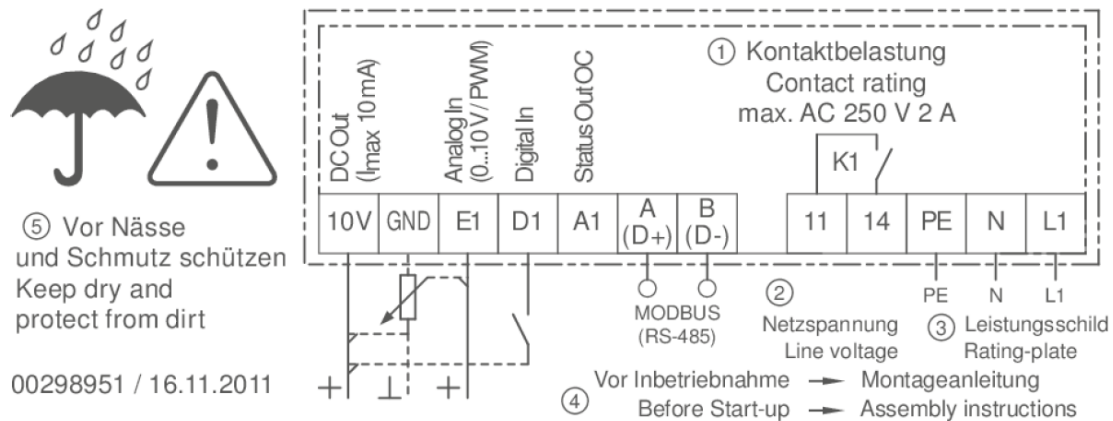 ① Kontaktbelastung
Contact rating
max. AC 250 V 2 A
DC Out
(Imax 10 mA)
Analog In
(0...10 V / PWM)
Digital In
Status Out OC
K1
10V GND E1 D1 A1 A (D+) B (D-) 11 14 PE N L1
⑤ Vor Nässe
und Schmutz schützen
Keep dry and
protect from dirt
00298951 / 16.11.2011
MODBUS
(RS-485)
②
Netzspannung
Line voltage
PE N L1
③ Leistungsschild
Rating-plate
④ Vor Inbetriebnahme → Montageanleitung
Before Start-up → Assembly instructions
+ ⊥ +